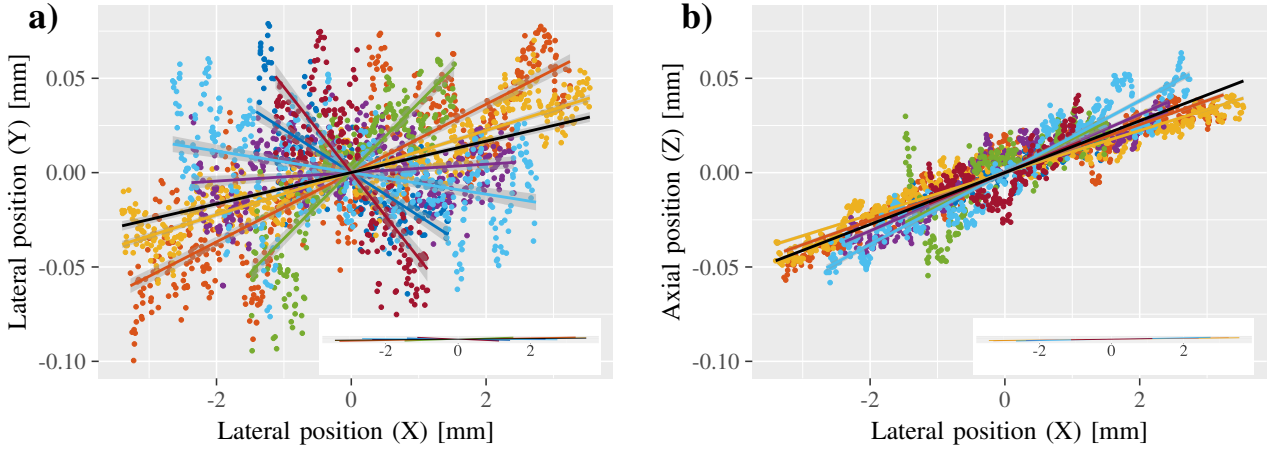 a)
Lateral position (Y) [mm]
0.05
0.00
-0.05
-0.10
-2 0 2
-2 0 2
Lateral position (X) [mm]
b)
Axial position (Z) [mm]
0.05
0.00
-0.05
-0.10
-2 0 2
-2 0 2
Lateral position (X) [mm]